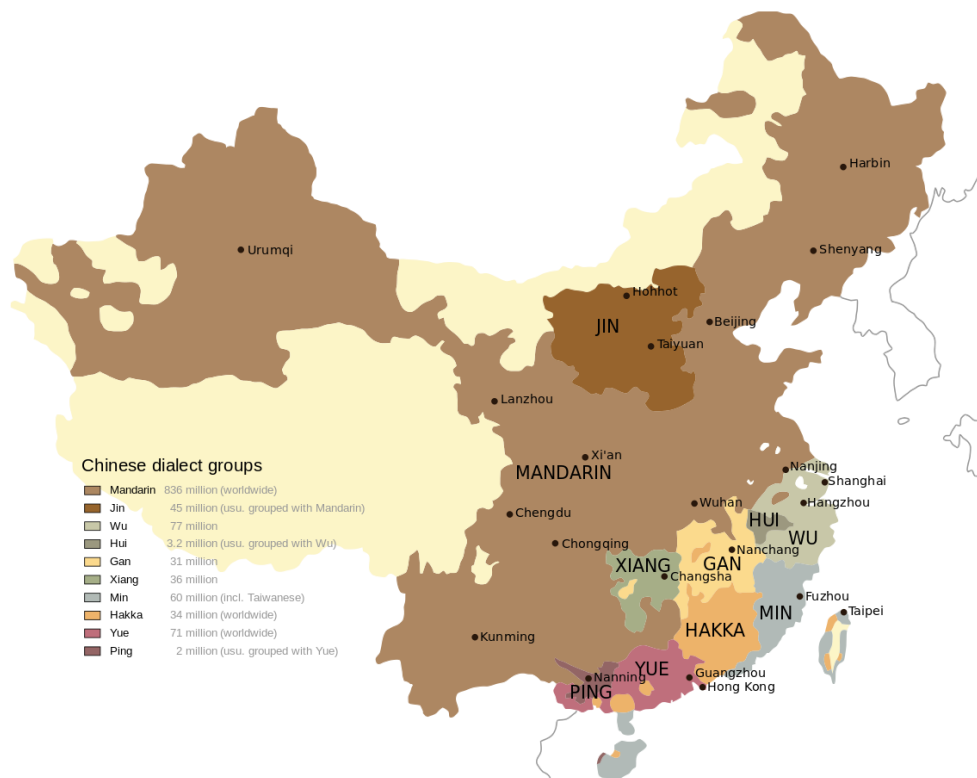 Harbin
Urumqi
Shenyang
Hohhot
Beijing
JIN
Taiyuan
Lanzhou
Xi'an
MANDARIN
Nanjing
Shanghai
Wuhan
Hangzhou
Chengdu
HUI
WU
Chongqing
Nanchang
XIANG
GAN
Changsha
Fuzhou
MIN
Taipei
HAKKA
Kunming
YUE
Guangzhou
Nanning
Hong Kong
PING
Chinese dialect groups
Mandarin 836 million (worldwide)
Jin 45 million (usu. grouped with Mandarin)
Wu 77 million
Hui 3.2 million (usu. grouped with Wu)
Gan 31 million
Xiang 36 million
Min 60 million (incl. Taiwanese)
Hakka 34 million (worldwide)
Yue 71 million (worldwide)
Ping 2 million (usu. grouped with Yue)